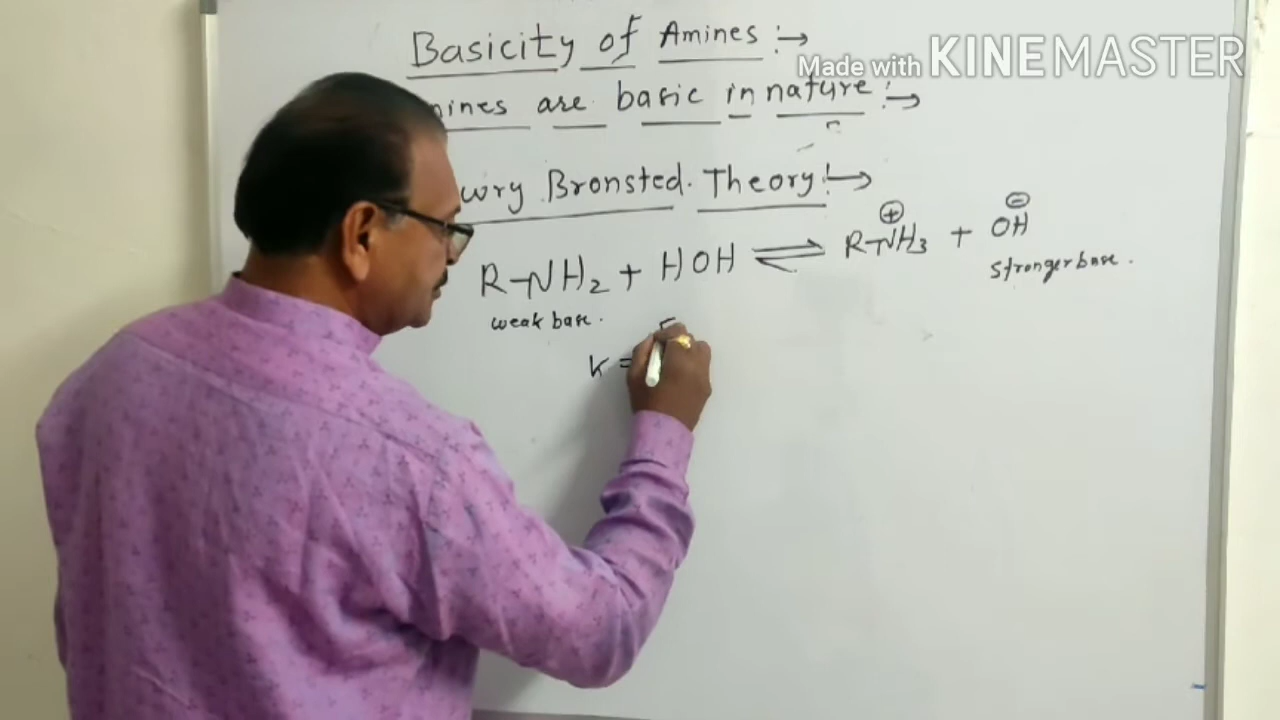 Basicity of Amines :→
Made with KINEMASTER
mines are basic in nature :→
wry Bronsted. Theory :→
R-NH2 + HOH ⇌ R-NH3⊕ + OH⊖
weak base. stronger base.
K =